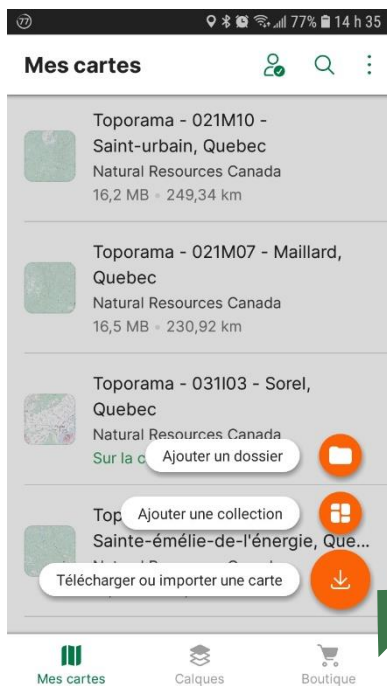 77
77% 14 h 35
Mes cartes
Toporama - 021M10 -
Saint-urbain, Quebec
Natural Resources Canada
16,2 MB • 249,34 km
Toporama - 021M07 - Maillard,
Quebec
Natural Resources Canada
16,5 MB • 230,92 km
Toporama - 031I03 - Sorel,
Quebec
Natural Resources Canada
Sur la c
Ajouter un dossier
Top
Ajouter une collection
Sainte-émélie-de-l'énergie, Que...
Télécharger ou importer une carte
Mes cartes Calques Boutique